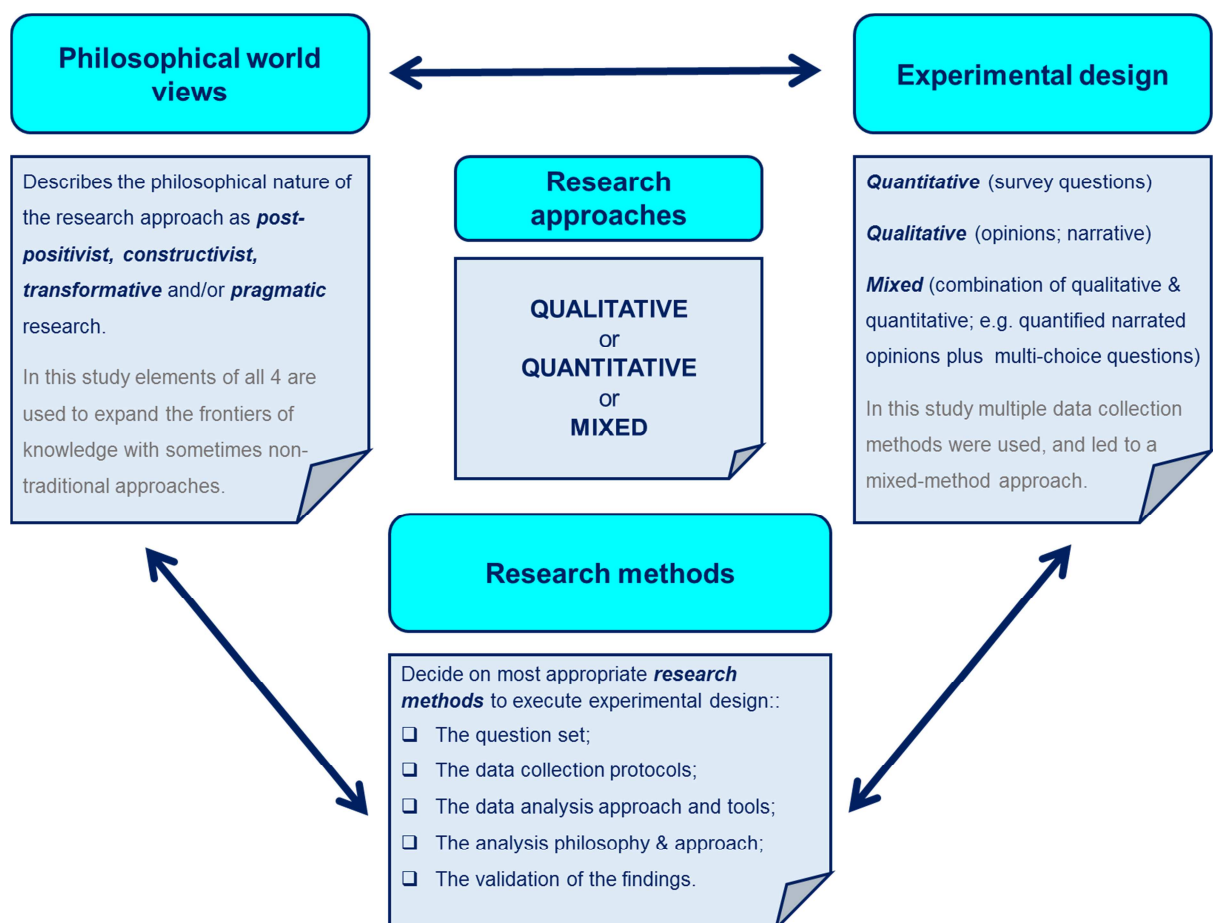 Philosophical world
views
Experimental design
Describes the philosophical nature of
the research approach as post-
positivist, constructivist,
transformative and/or pragmatic
research.
In this study elements of all 4 are
used to expand the frontiers of
knowledge with sometimes non-
traditional approaches.
Research
approaches
QUALITATIVE
or
QUANTITATIVE
or
MIXED
Quantitative (survey questions)
Qualitative (opinions; narrative)
Mixed (combination of qualitative &
quantitative; e.g. quantified narrated
opinions plus multi-choice questions)
In this study multiple data collection
methods were used, and led to a
mixed-method approach.
Research methods
Decide on most appropriate research
methods to execute experimental design::
❑ The question set;
❑ The data collection protocols;
❑ The data analysis approach and tools;
❑ The analysis philosophy & approach;
❑ The validation of the findings.